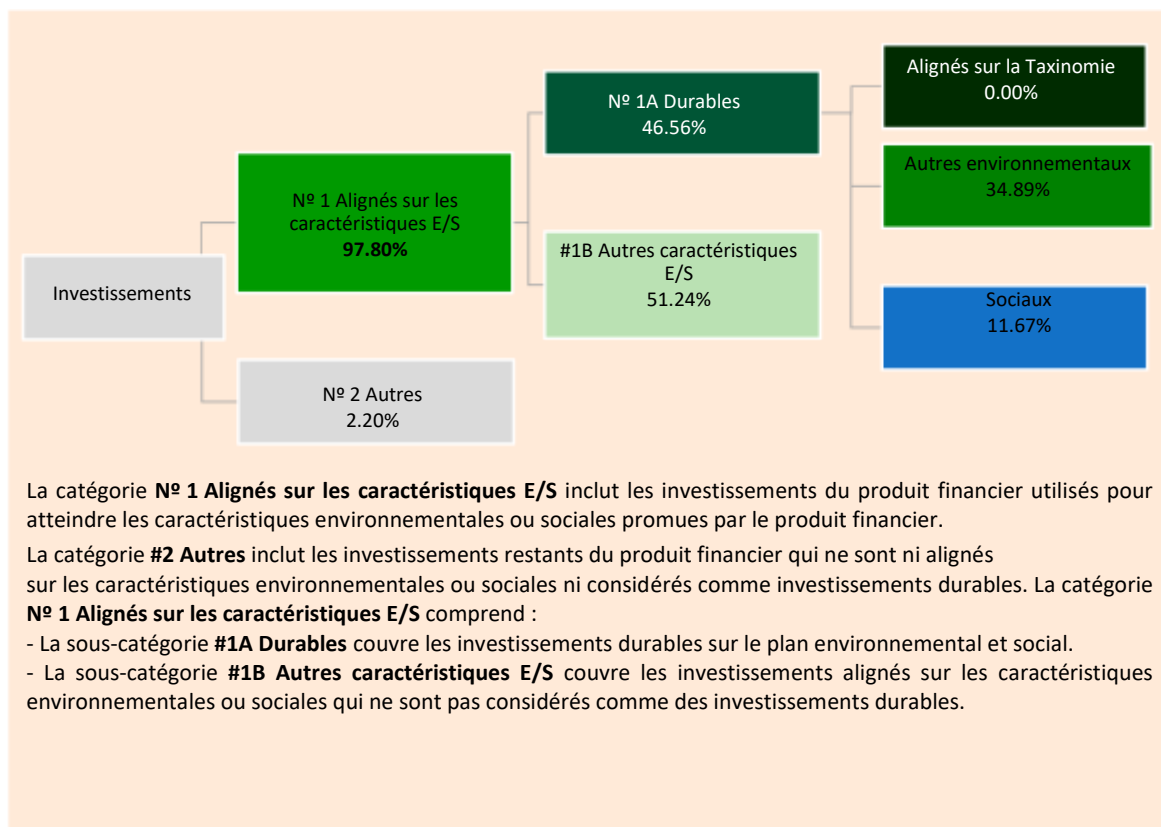 Alignés sur la Taxinomie
0.00%
Nº 1A Durables
46.56%
Autres environnementaux
34.89%
Nº 1 Alignés sur les
caractéristiques E/S
97.80%
#1B Autres caractéristiques
E/S
51.24%
Investissements
Sociaux
11.67%
Nº 2 Autres
2.20%
La catégorie Nº 1 Alignés sur les caractéristiques E/S inclut les investissements du produit financier utilisés pour
atteindre les caractéristiques environnementales ou sociales promues par le produit financier.
La catégorie #2 Autres inclut les investissements restants du produit financier qui ne sont ni alignés
sur les caractéristiques environnementales ou sociales ni considérés comme investissements durables. La catégorie
Nº 1 Alignés sur les caractéristiques E/S comprend :
- La sous-catégorie #1A Durables couvre les investissements durables sur le plan environnemental et social.
- La sous-catégorie #1B Autres caractéristiques E/S couvre les investissements alignés sur les caractéristiques
environnementales ou sociales qui ne sont pas considérés comme des investissements durables.